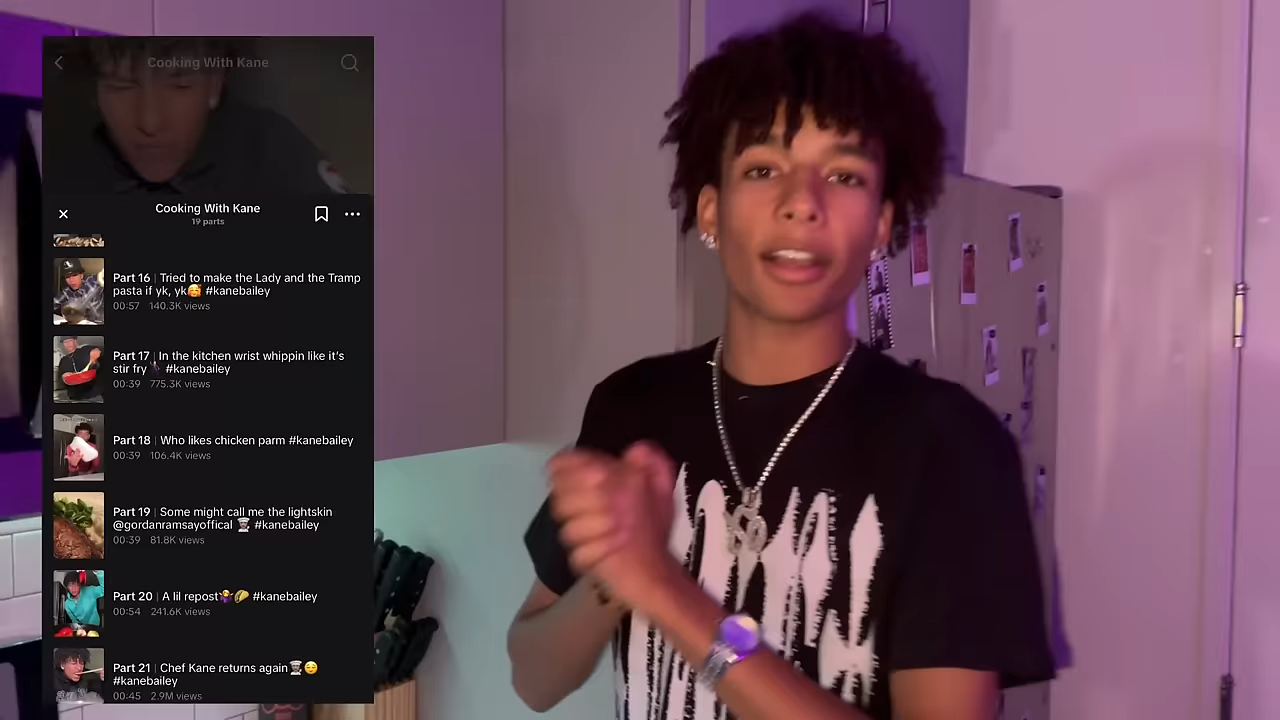 Cooking With Kane
Cooking With Kane
19 parts
Part 16 | Tried to make the Lady and the Tramp
pasta if yk, yk🥰 #kanebailey
00:57 140.3K views
Part 17 | In the kitchen wrist whippin like it's
stir fry #kanebailey
00:39 775.3K views
Part 18 | Who likes chicken parm #kanebailey
00:39 106.4K views
Part 19 | Some might call me the lightskin
@gordanramsayoffical #kanebailey
00:39 81.8K views
Part 20 | A lil repost #kanebailey
00:54 241.6K views
Part 21 | Chef Kane returns again #kanebailey
00:45 2.9M views